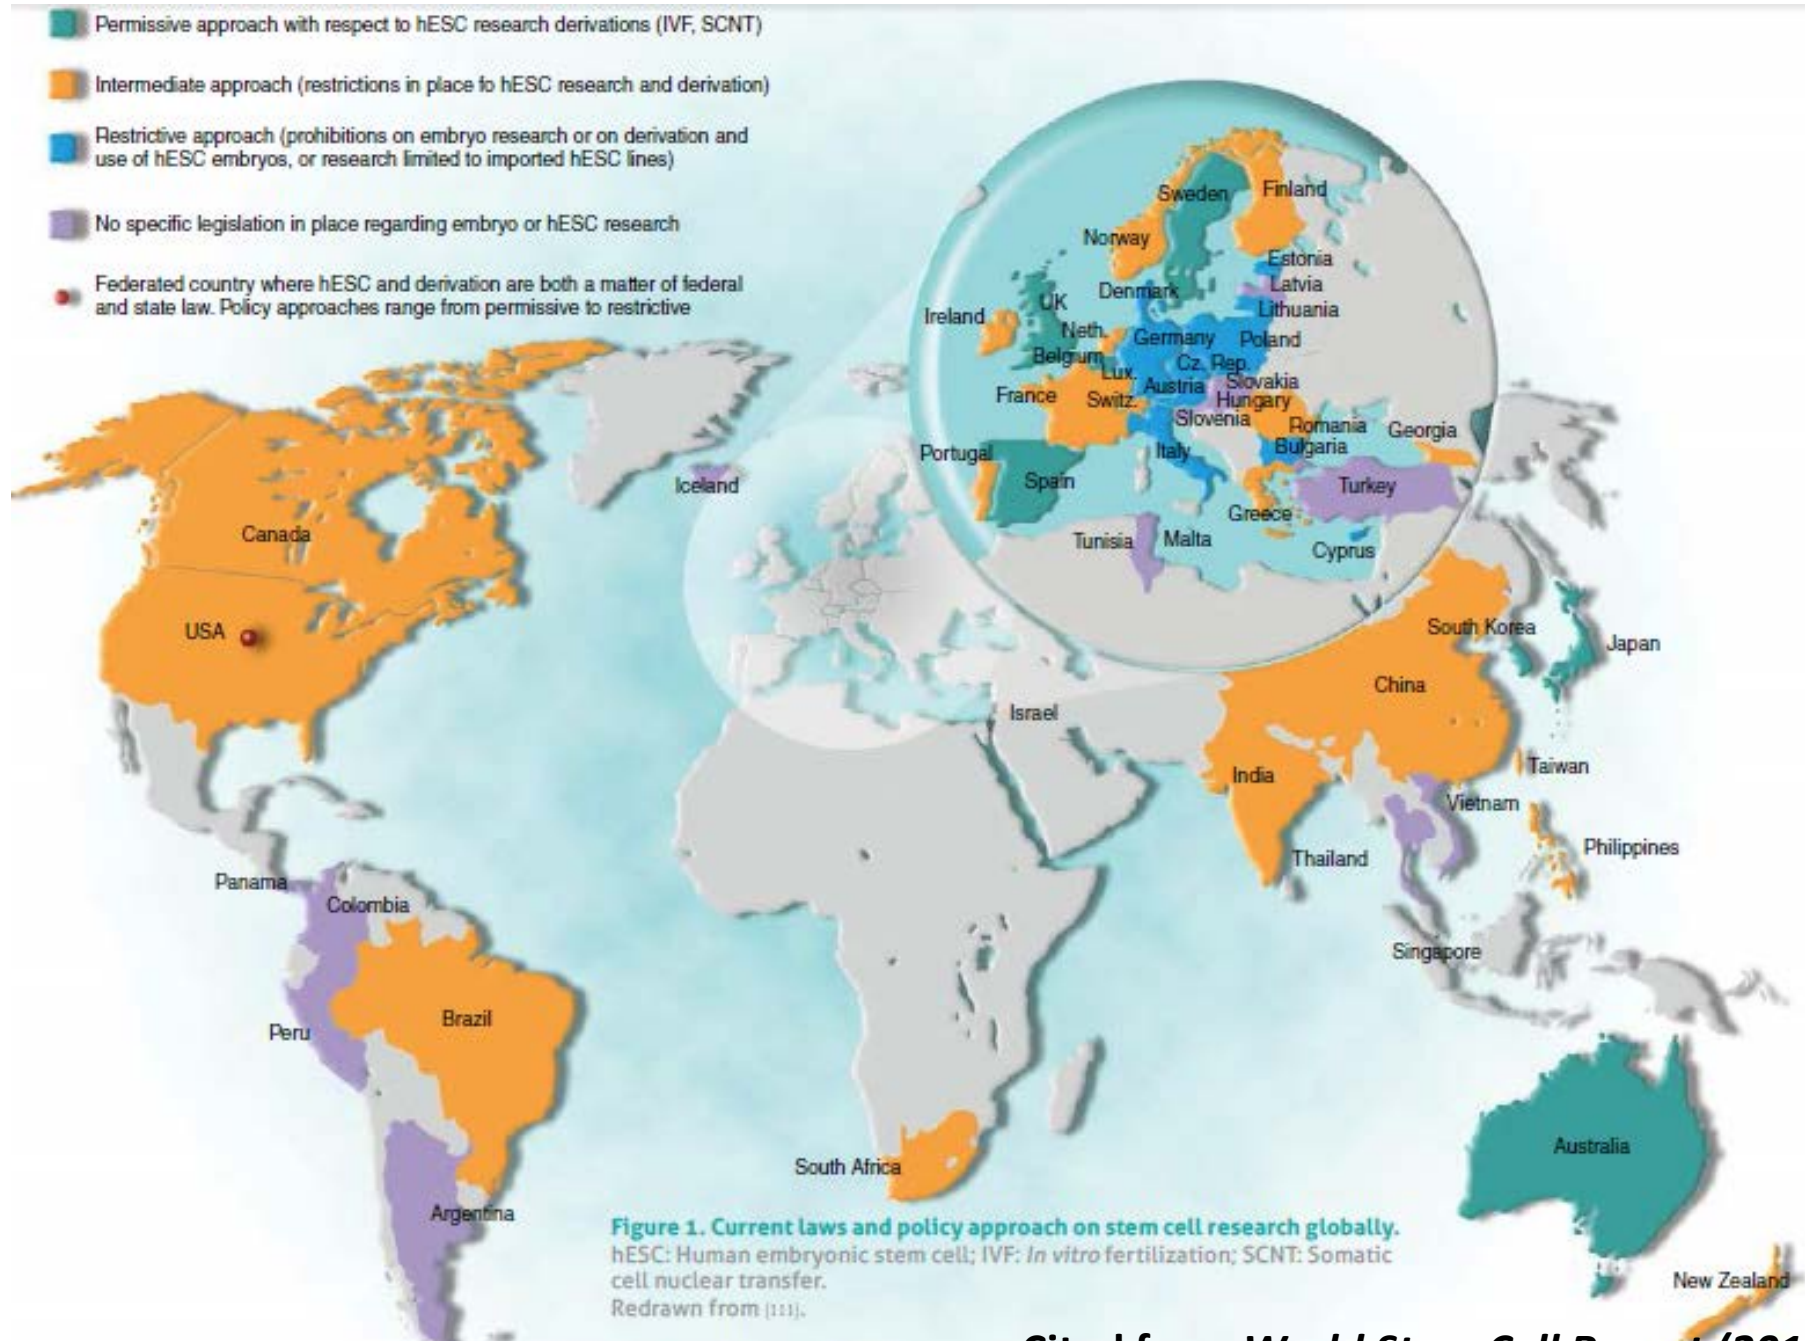 Permissive approach with respect to hESC research derivations (IVF, SCNT)
Intermediate approach (restrictions in place fo hESC research and derivation)
Restrictive approach (prohibitions on embryo research or on derivation and
use of hESC embryos, or research limited to imported hESC lines)
No specific legislation in place regarding embryo or hESC research
Federated country where hESC and derivation are both a matter of federal
and state law. Policy approaches range from permissive to restrictive
Sweden
Finland
Norway
Estonia
Latvia
Denmark
Lithuania
UK
Ireland
Neth.
Germany
Poland
Belgium
Cz. Rep.
Lux.
Slovakia
Austria
France
Switz.
Hungary
Slovenia
Romania
Georgia
Bulgaria
Portugal
Italy
Spain
Turkey
Greece
Tunisia
Malta
Cyprus
Iceland
Canada
USA
South Korea
Japan
China
Israel
Taiwan
India
Vietnam
Philippines
Thailand
Panama
Colombia
Singapore
Brazil
Peru
Australia
South Africa
Argentina
New Zealand
Figure 1. Current laws and policy approach on stem cell research globally.
hESC: Human embryonic stem cell; IVF: In vitro fertilization; SCNT: Somatic
cell nuclear transfer.
Redrawn from [111].